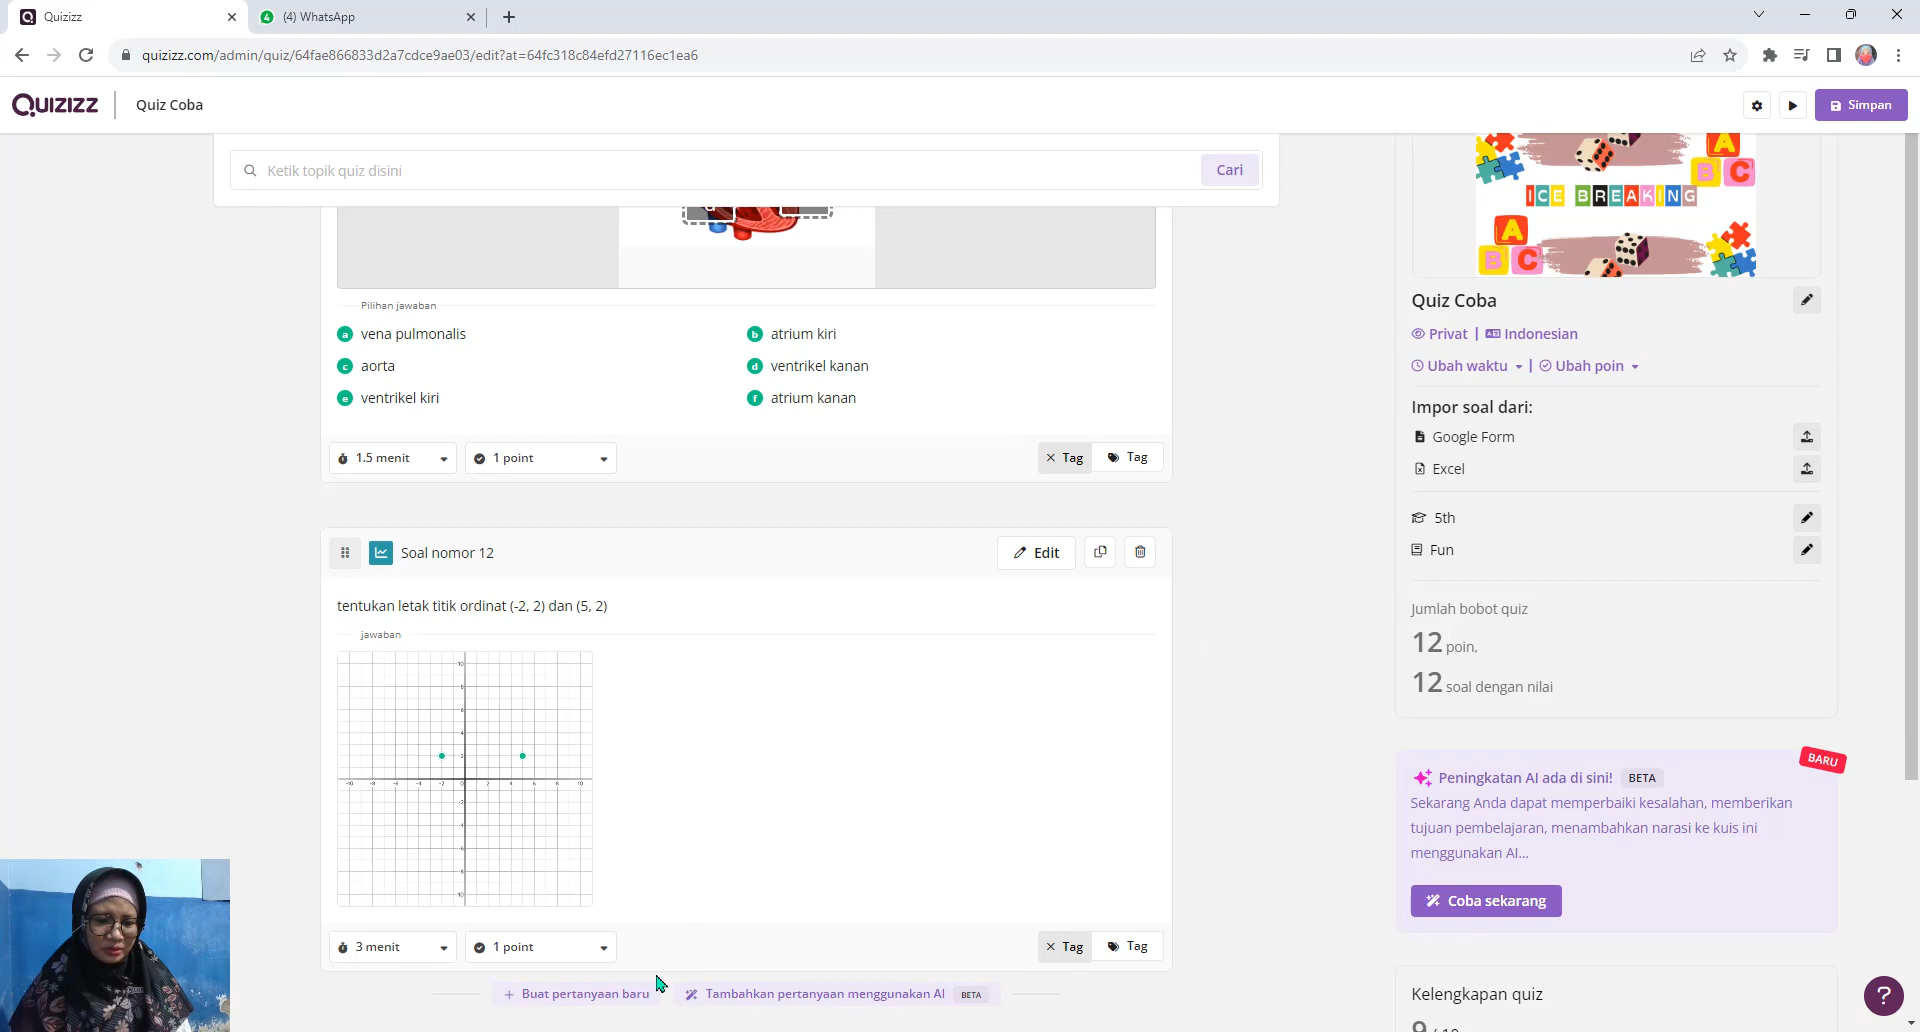 Quizizz
(4) WhatsApp
quizizz.com/admin/quiz/64fae866833d2a7cdce9ae03/edit?at=64fc318c84efd27116ec1ea6
QUIZIZZ
Quiz Coba
Simpan
Ketik topik quiz disini
Cari
Pilihan jawaban
a vena pulmonalis
b atrium kiri
c aorta
d ventrikel kanan
e ventrikel kiri
f atrium kanan
1.5 menit
1 point
Tag
Tag
Soal nomor 12
Edit
tentukan letak titik ordinat (-2, 2) dan (5, 2)
jawaban
3 menit
1 point
Tag
Tag
Buat pertanyaan baru
Tambahkan pertanyaan menggunakan AI BETA
A
B C
ICE BREAKING
A
B C
Quiz Coba
Privat | Indonesian
Ubah waktu | Ubah poin
Impor soal dari:
Google Form
Excel
5th
Fun
Jumlah bobot quiz
12 poin,
12 soal dengan nilai
BARU
Peningkatan AI ada di sini! BETA
Sekarang Anda dapat memperbaiki kesalahan, memberikan
tujuan pembelajaran, menambahkan narasi ke kuis ini
menggunakan AI...
Coba sekarang
Kelengkapan quiz
?